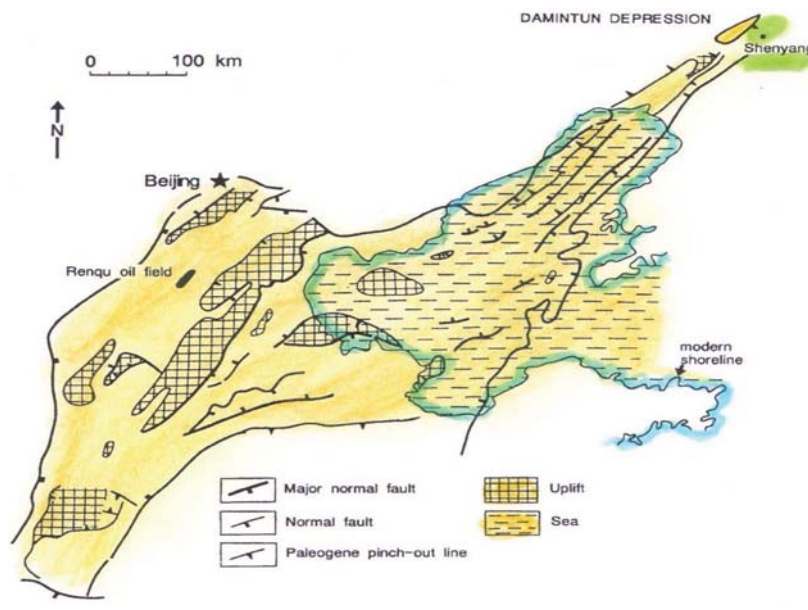 DAMINTUN DEPRESSION
Shenyang
0 100 km
N
Beijing
Renqu oil field
modern
shoreline
Major normal fault
Uplift
Normal fault
Sea
Paleogene pinch-out line